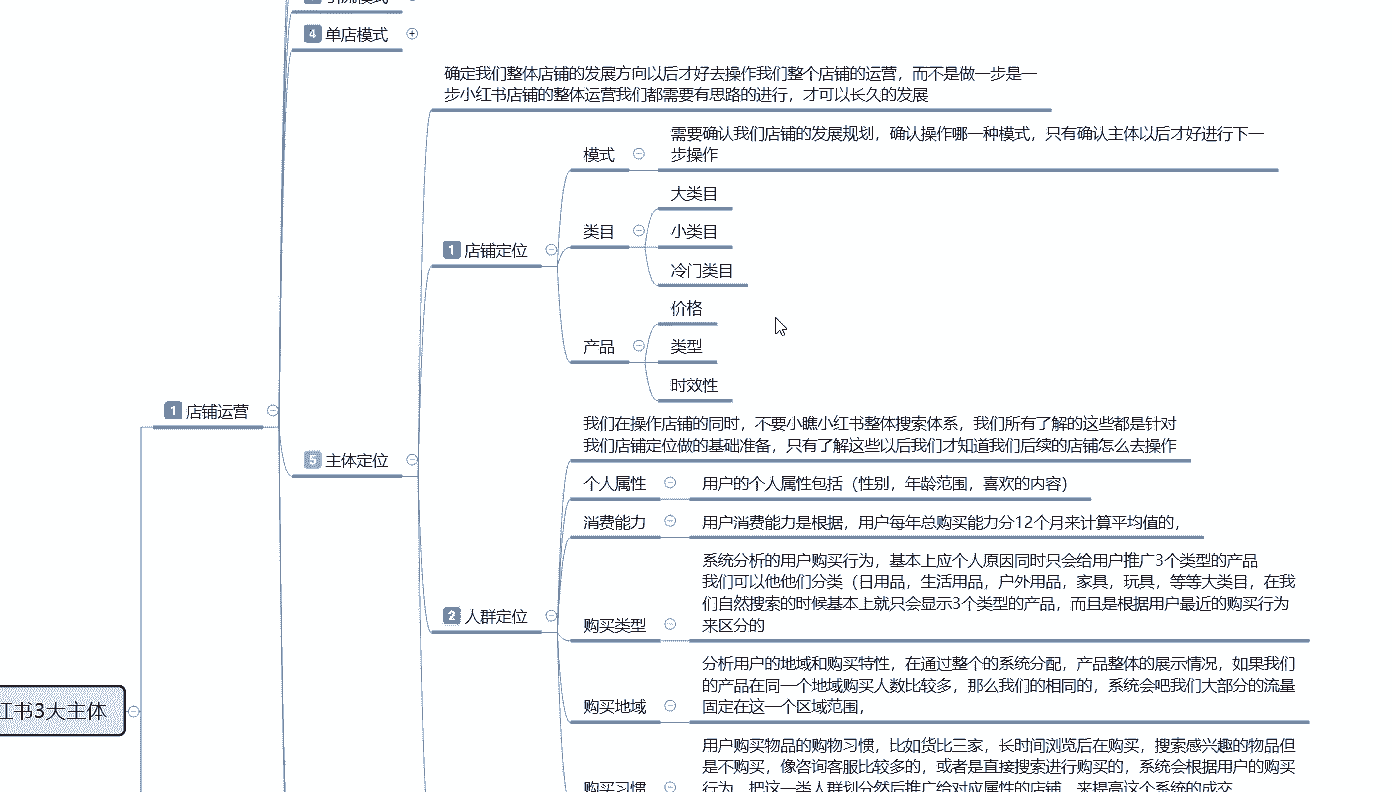 引流模式
4 单店模式
确定我们整体店铺的发展方向以后才好去操作我们整个店铺的运营，而不是做一步是一
步小红书店铺的整体运营我们都需要有思路的进行，才可以长久的发展
需要确认我们店铺的发展规划，确认操作哪一种模式，只有确认主体以后才好进行下一
步操作
模式
大类目
类目
小类目
1 店铺定位
冷门类目
价格
产品
类型
时效性
1 店铺运营
我们在操作店铺的同时，不要小瞧小红书整体搜索体系，我们所有了解的这些都是针对
我们店铺定位做的基础准备，只有了解这些以后我们才知道我们后续的店铺怎么去操作
5 主体定位
个人属性
用户的个人属性包括（性别，年龄范围，喜欢的内容）
消费能力
用户消费能力是根据，用户每年总购买能力分12个月来计算平均值的，
系统分析的用户购买行为，基本上应个人原因同时只会给用户推广3个类型的产品
我们可以他他们分类（日用品，生活用品，户外用品，家具，玩具，等等大类目，在我
们自然搜索的时候基本上就只会显示3个类型的产品，而且是根据用户最近的购买行为
来区分的
2 人群定位
购买类型
分析用户的地域和购买特性，在通过整个的系统分配，产品整体的展示情况，如果我们
的产品在同一个地域购买人数比较多，那么我们的相同的，系统会吧我们大部分的流量
固定在这一个区域范围，
购买地域
红书3大主体
用户购买物品的购物习惯，比如货比三家，长时间浏览后在购买，搜索感兴趣的物品但
是不购买，像咨询客服比较多的，或者是直接搜索进行购买的，系统会根据用户的购买
行为，把这一类人群划分然后推广给对应属性的店铺，来提高这个系统的成交
购买习惯